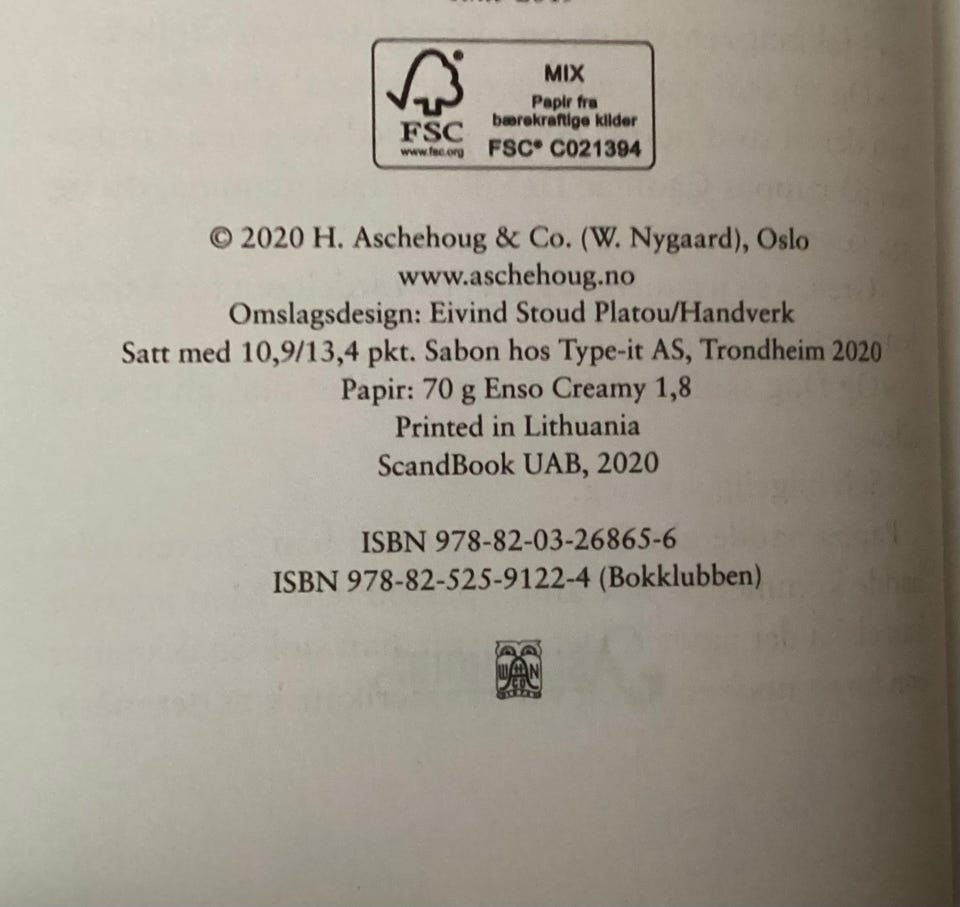 MIX
Papir fra
bærekraftige kilder
FSC® C021394
FSC
www.fsc.org
© 2020 H. Aschehoug & Co. (W. Nygaard), Oslo
www.aschehoug.no
Omslagsdesign: Eivind Stoud Platou/Handverk
Satt med 10,9/13,4 pkt. Sabon hos Type-it AS, Trondheim 2020
Papir: 70 g Enso Creamy 1,8
Printed in Lithuania
ScandBook UAB, 2020
ISBN 978-82-03-26865-6
ISBN 978-82-525-9122-4 (Bokklubben)